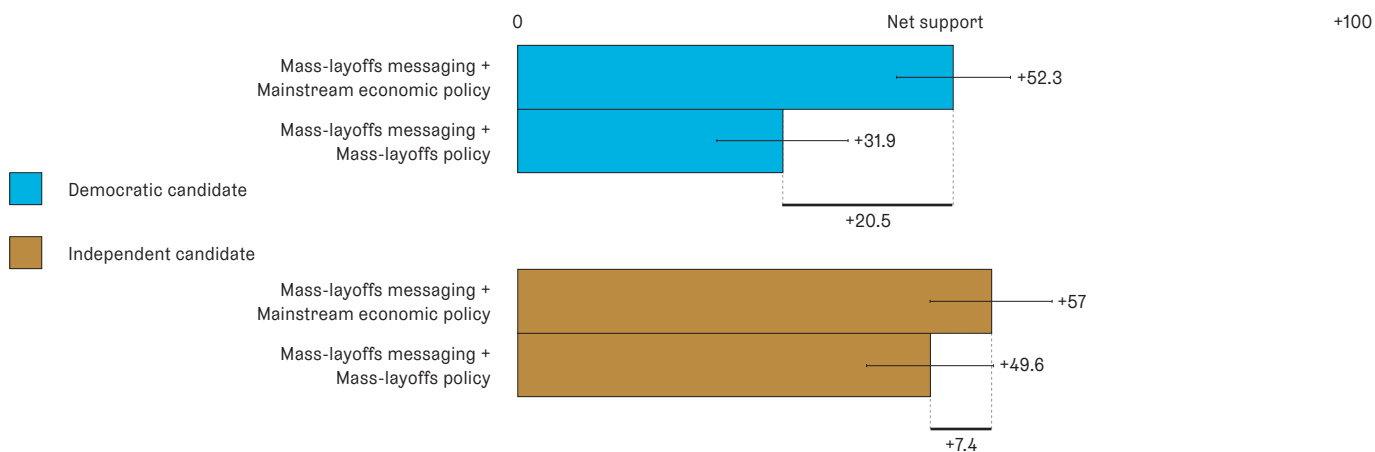 0 Net support +100
Mass-layoffs messaging +
Mainstream economic policy
+52.3
Mass-layoffs messaging +
Mass-layoffs policy
+31.9
+20.5
Democratic candidate
Independent candidate
Mass-layoffs messaging +
Mainstream economic policy
+57
Mass-layoffs messaging +
Mass-layoffs policy
+49.6
+7.4